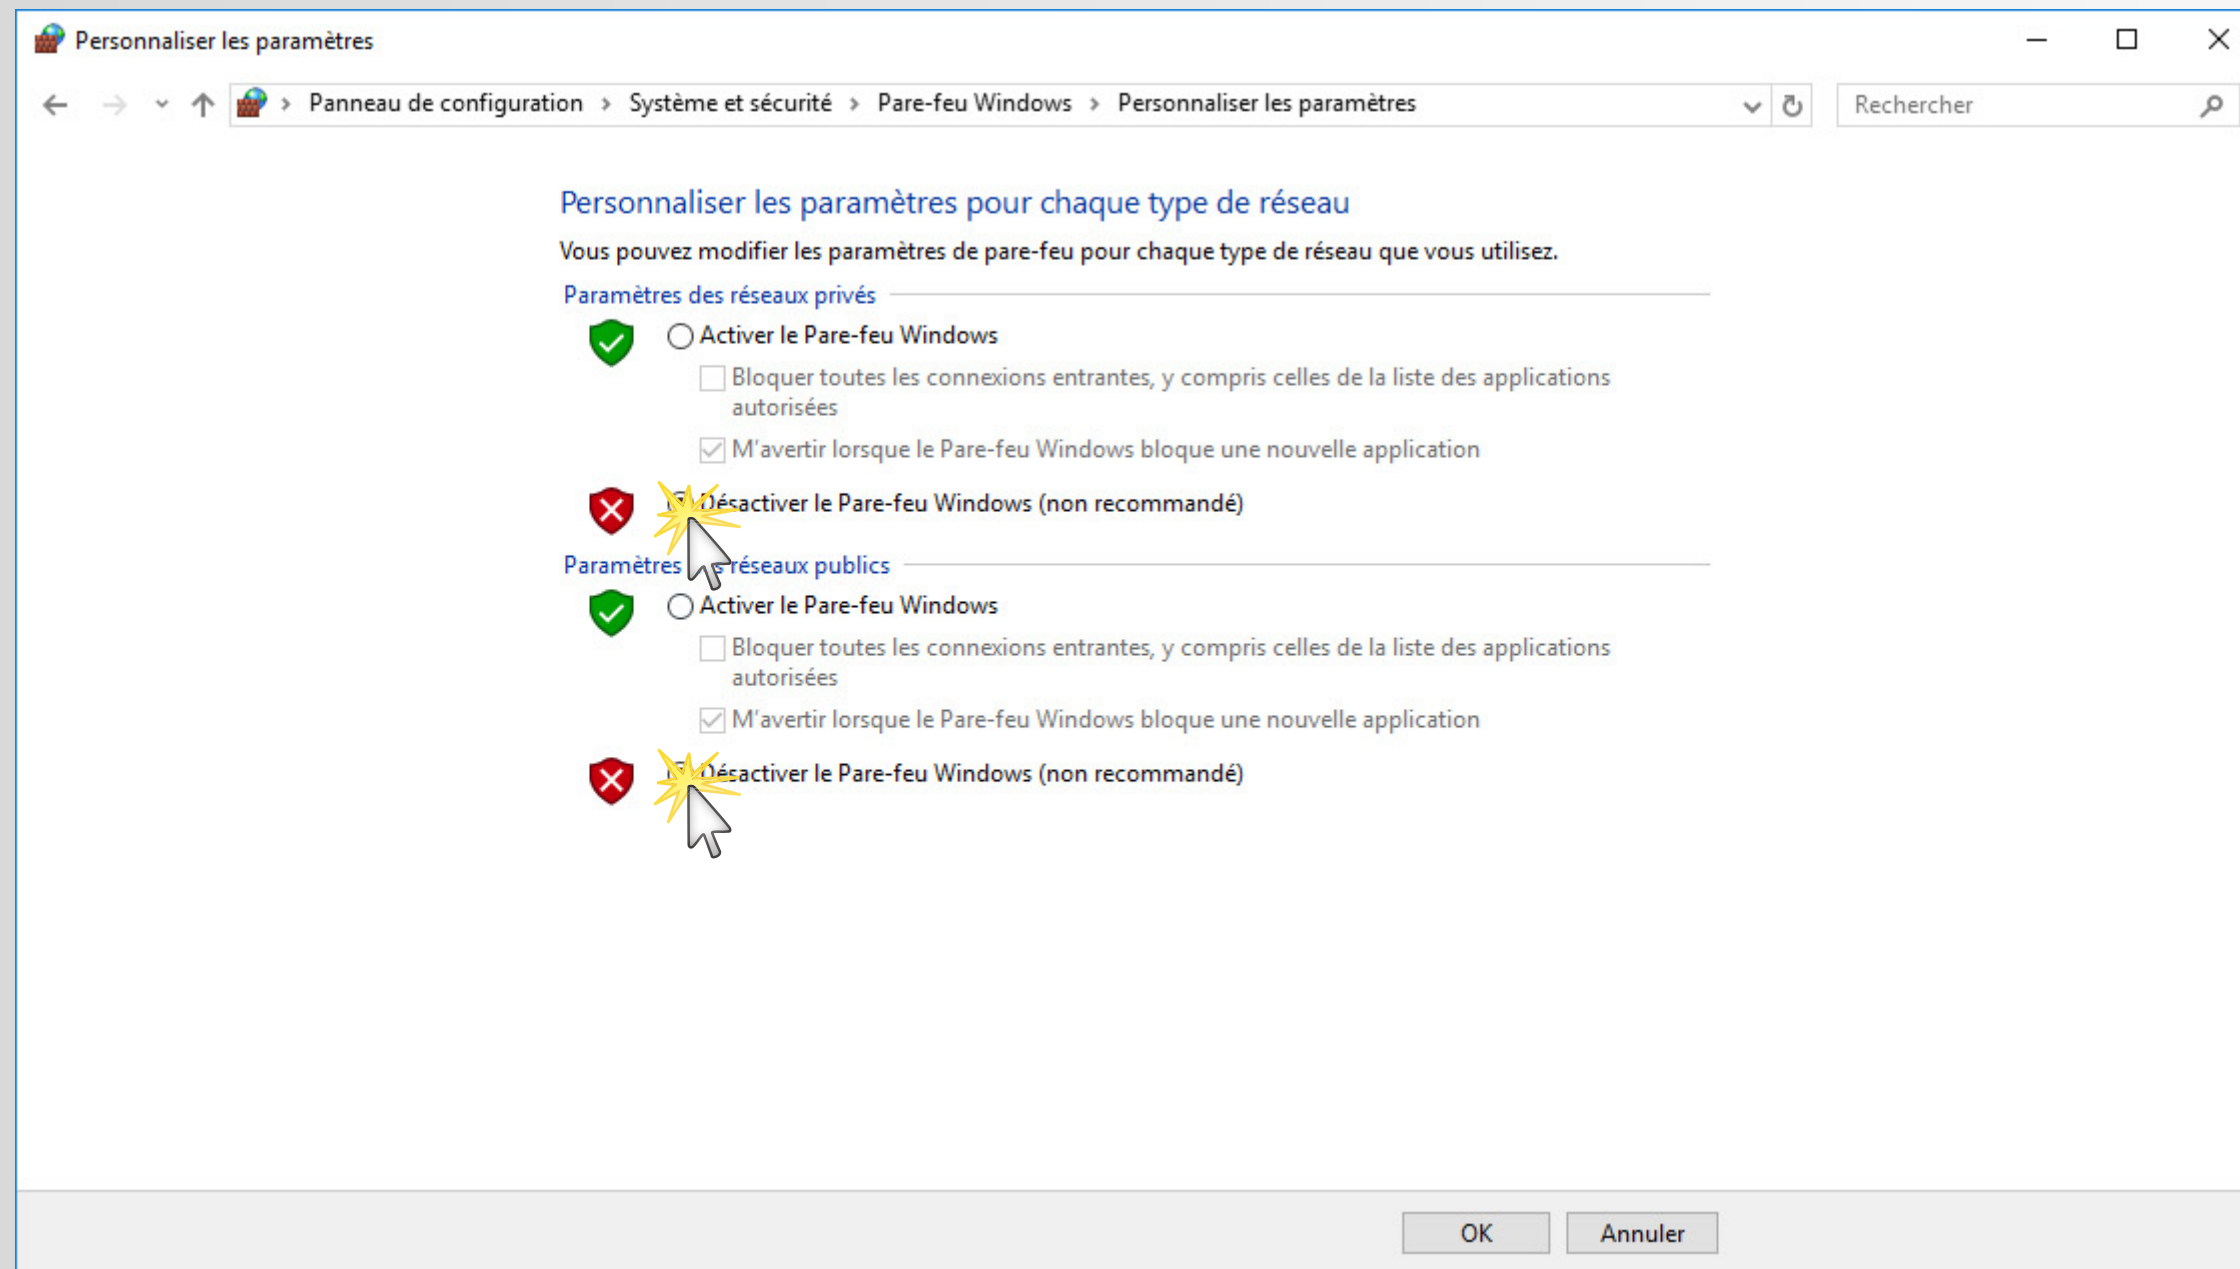 Personnaliser les paramètres
Panneau de configuration > Système et sécurité > Pare-feu Windows > Personnaliser les paramètres
Rechercher
Personnaliser les paramètres pour chaque type de réseau
Vous pouvez modifier les paramètres de pare-feu pour chaque type de réseau que vous utilisez.
Paramètres des réseaux privés
Activer le Pare-feu Windows
Bloquer toutes les connexions entrantes, y compris celles de la liste des applications
autorisées
M'avertir lorsque le Pare-feu Windows bloque une nouvelle application
Désactiver le Pare-feu Windows (non recommandé)
Paramètres des réseaux publics
Activer le Pare-feu Windows
Bloquer toutes les connexions entrantes, y compris celles de la liste des applications
autorisées
M'avertir lorsque le Pare-feu Windows bloque une nouvelle application
Désactiver le Pare-feu Windows (non recommandé)
OK
Annuler